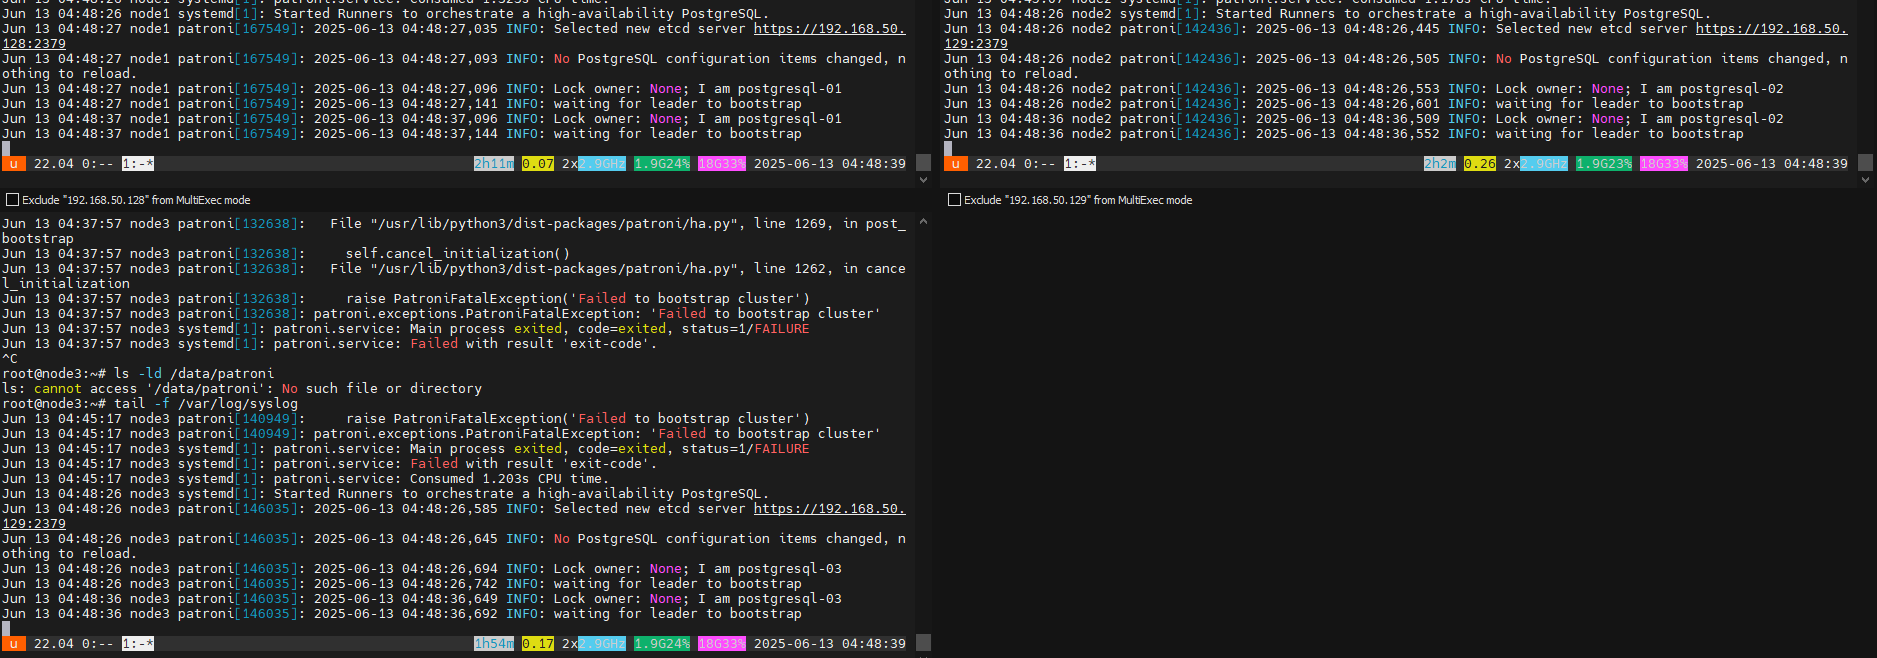 Jun 13 04:48:26 node1 systemd[1]: Started Runners to orchestrate a high-availability PostgreSQL.
Jun 13 04:48:27 node1 patroni[167549]: 2025-06-13 04:48:27,035 INFO: Selected new etcd server https://192.168.50.
128:2379
Jun 13 04:48:27 node1 patroni[167549]: 2025-06-13 04:48:27,093 INFO: No PostgreSQL configuration items changed, n
othing to reload.
Jun 13 04:48:27 node1 patroni[167549]: 2025-06-13 04:48:27,096 INFO: Lock owner: None; I am postgresql-01
Jun 13 04:48:27 node1 patroni[167549]: 2025-06-13 04:48:27,141 INFO: waiting for leader to bootstrap
Jun 13 04:48:37 node1 patroni[167549]: 2025-06-13 04:48:37,096 INFO: Lock owner: None; I am postgresql-01
Jun 13 04:48:37 node1 patroni[167549]: 2025-06-13 04:48:37,144 INFO: waiting for leader to bootstrap
u 22.04 0:-- 1:-* 2h11m 0.07 2x2.9GHz 1.9G24% 18G33% 2025-06-13 04:48:39
Exclude "192.168.50.128" from MultiExec mode
Jun 13 04:48:26 node2 systemd[1]: Started Runners to orchestrate a high-availability PostgreSQL.
Jun 13 04:48:26 node2 patroni[142436]: 2025-06-13 04:48:26,445 INFO: Selected new etcd server https://192.168.50.
129:2379
Jun 13 04:48:26 node2 patroni[142436]: 2025-06-13 04:48:26,505 INFO: No PostgreSQL configuration items changed, n
othing to reload.
Jun 13 04:48:26 node2 patroni[142436]: 2025-06-13 04:48:26,553 INFO: Lock owner: None; I am postgresql-02
Jun 13 04:48:26 node2 patroni[142436]: 2025-06-13 04:48:26,601 INFO: waiting for leader to bootstrap
Jun 13 04:48:36 node2 patroni[142436]: 2025-06-13 04:48:36,509 INFO: Lock owner: None; I am postgresql-02
Jun 13 04:48:36 node2 patroni[142436]: 2025-06-13 04:48:36,552 INFO: waiting for leader to bootstrap
u 22.04 0:-- 1:-* 2h2m 0.26 2x2.9GHz 1.9G23% 18G33% 2025-06-13 04:48:39
Exclude "192.168.50.129" from MultiExec mode
Jun 13 04:37:57 node3 patroni[132638]:   File "/usr/lib/python3/dist-packages/patroni/ha.py", line 1269, in post_
bootstrap
Jun 13 04:37:57 node3 patroni[132638]:     self.cancel_initialization()
Jun 13 04:37:57 node3 patroni[132638]:   File "/usr/lib/python3/dist-packages/patroni/ha.py", line 1262, in cance
l_initialization
Jun 13 04:37:57 node3 patroni[132638]:     raise PatroniFatalException('Failed to bootstrap cluster')
Jun 13 04:37:57 node3 patroni[132638]: patroni.exceptions.PatroniFatalException: 'Failed to bootstrap cluster'
Jun 13 04:37:57 node3 systemd[1]: patroni.service: Main process exited, code=exited, status=1/FAILURE
Jun 13 04:37:57 node3 systemd[1]: patroni.service: Failed with result 'exit-code'.
^C
root@node3:~# ls -ld /data/patroni
ls: cannot access '/data/patroni': No such file or directory
root@node3:~# tail -f /var/log/syslog
Jun 13 04:45:17 node3 patroni[140949]:     raise PatroniFatalException('Failed to bootstrap cluster')
Jun 13 04:45:17 node3 patroni[140949]: patroni.exceptions.PatroniFatalException: 'Failed to bootstrap cluster'
Jun 13 04:45:17 node3 systemd[1]: patroni.service: Main process exited, code=exited, status=1/FAILURE
Jun 13 04:45:17 node3 systemd[1]: patroni.service: Failed with result 'exit-code'.
Jun 13 04:45:17 node3 systemd[1]: patroni.service: Consumed 1.203s CPU time.
Jun 13 04:48:26 node3 systemd[1]: Started Runners to orchestrate a high-availability PostgreSQL.
Jun 13 04:48:26 node3 patroni[146035]: 2025-06-13 04:48:26,585 INFO: Selected new etcd server https://192.168.50.
129:2379
Jun 13 04:48:26 node3 patroni[146035]: 2025-06-13 04:48:26,645 INFO: No PostgreSQL configuration items changed, n
othing to reload.
Jun 13 04:48:26 node3 patroni[146035]: 2025-06-13 04:48:26,694 INFO: Lock owner: None; I am postgresql-03
Jun 13 04:48:26 node3 patroni[146035]: 2025-06-13 04:48:26,742 INFO: waiting for leader to bootstrap
Jun 13 04:48:36 node3 patroni[146035]: 2025-06-13 04:48:36,649 INFO: Lock owner: None; I am postgresql-03
Jun 13 04:48:36 node3 patroni[146035]: 2025-06-13 04:48:36,692 INFO: waiting for leader to bootstrap
u 22.04 0:-- 1:-* 1h54m 0.17 2x2.9GHz 1.9G24% 18G33% 2025-06-13 04:48:39